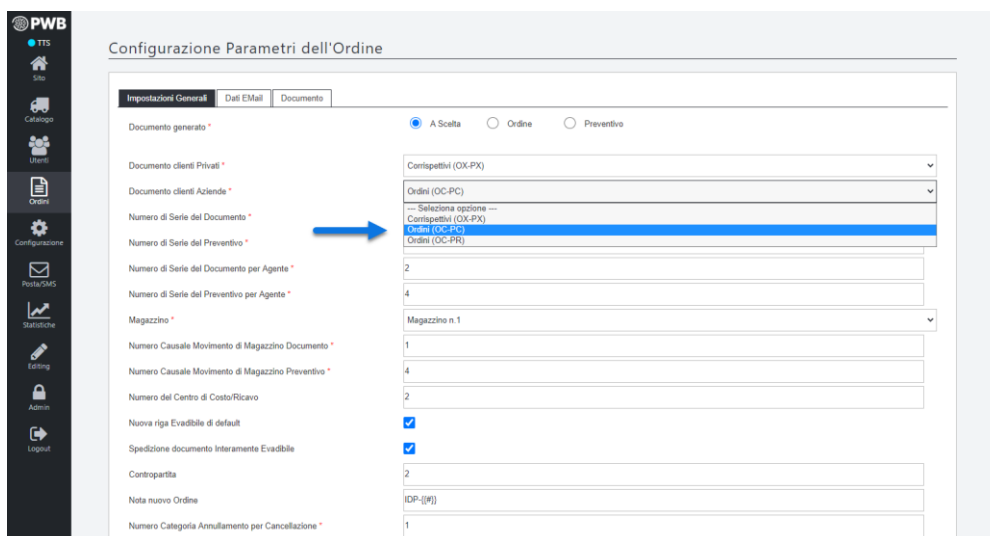 PWB
TTS
Sito
Catalogo
Utenti
Ordini
Configurazione
Posta/SMS
Statistiche
Editing
Admin
Logout
Configurazione Parametri dell'Ordine
Impostazioni Generali Dati EMail Documento
Documento generato * A Scelta Ordine Preventivo
Documento clienti Privati * Corrispettivi (OX-PX)
Documento clienti Aziende * Ordini (OC-PC)
--- Seleziona opzione ---
Corrispettivi (OX-PX)
Ordini (OC-PC)
Ordini (OC-PR)
Numero di Serie del Documento *
Numero di Serie del Preventivo *
Numero di Serie del Documento per Agente * 2
Numero di Serie del Preventivo per Agente * 4
Magazzino * Magazzino n.1
Numero Causale Movimento di Magazzino Documento * 1
Numero Causale Movimento di Magazzino Preventivo * 4
Numero del Centro di Costo/Ricavo 2
Nuova riga Evadibile di default
Spedizione documento Interamente Evadibile
Contropartita 2
Nota nuovo Ordine IDP-{{#}}
Numero Categoria Annullamento per Cancellazione * 1